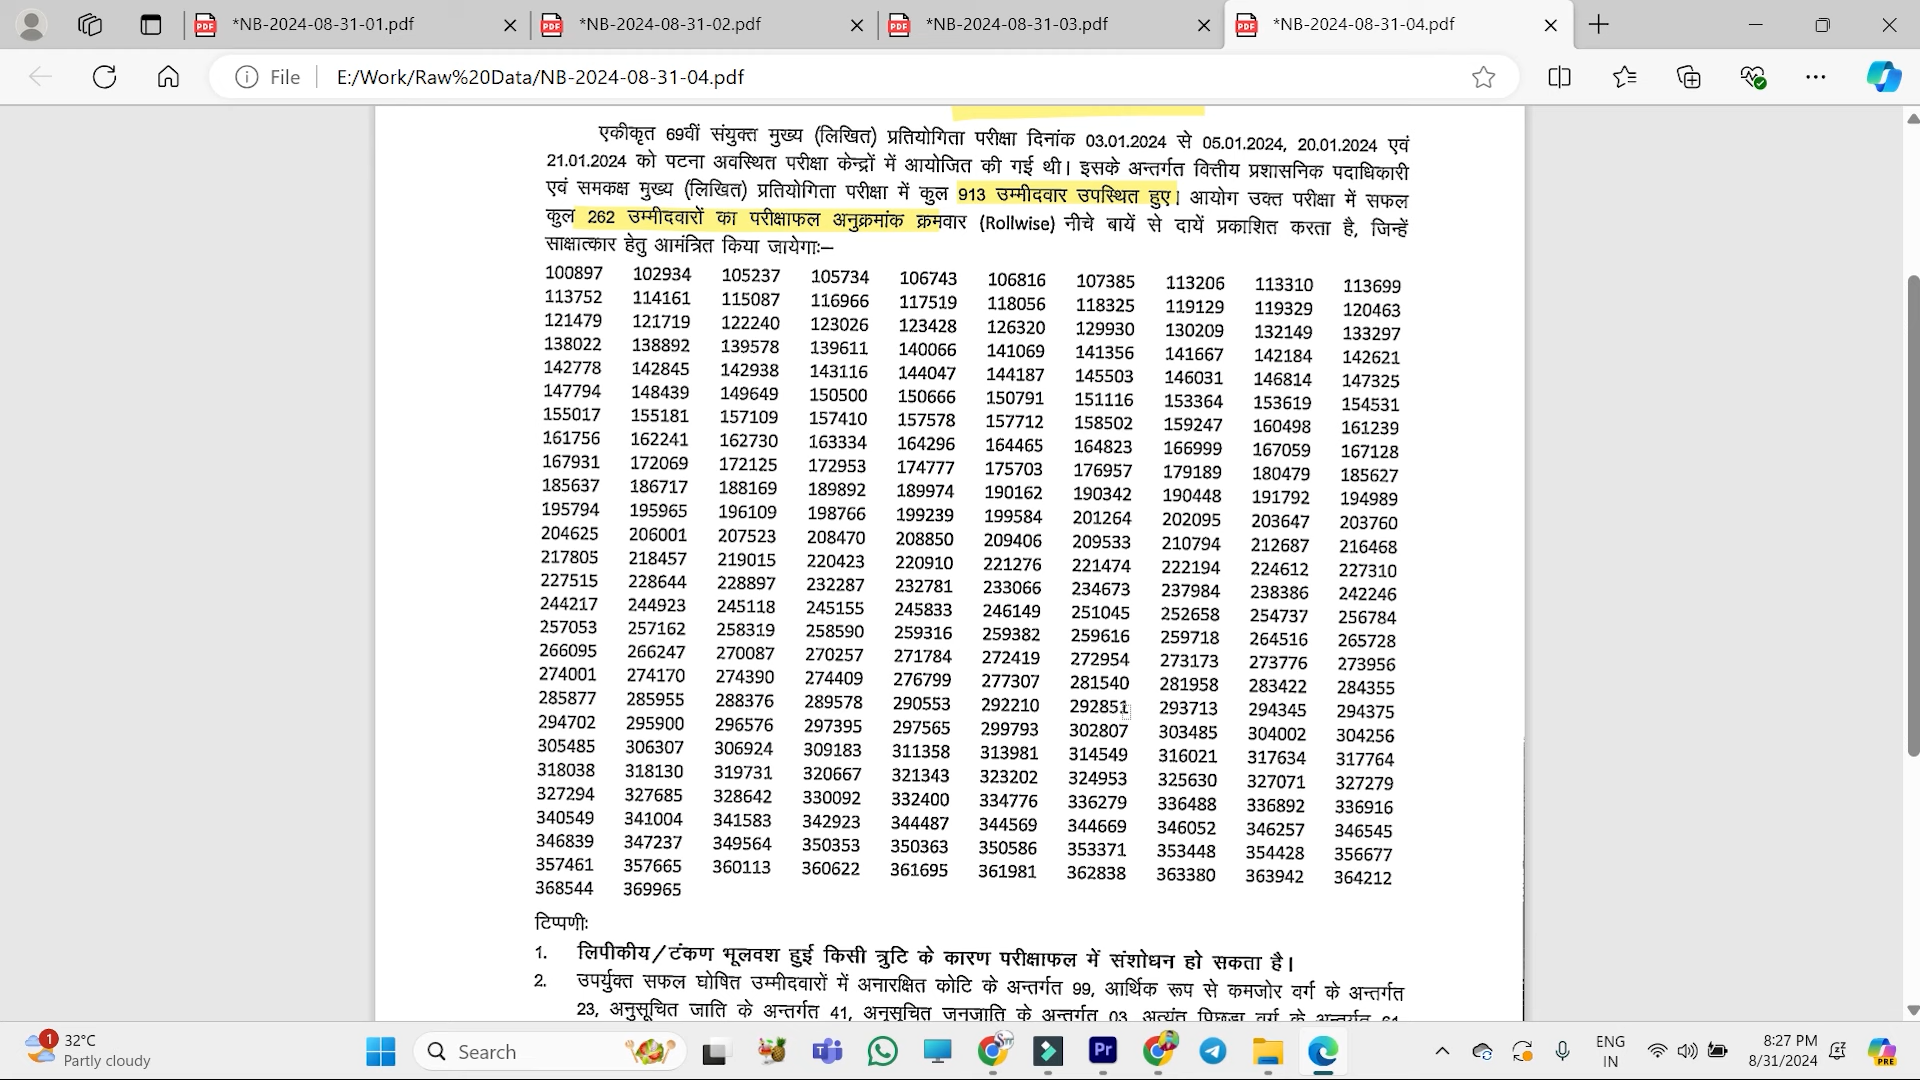 *NB-2024-08-31-01.pdf *NB-2024-08-31-02.pdf *NB-2024-08-31-03.pdf *NB-2024-08-31-04.pdf
File E:/Work/Raw%20Data/NB-2024-08-31-04.pdf
एकीकृत 69वीं संयुक्त मुख्य (लिखित) प्रतियोगिता परीक्षा दिनांक 03.01.2024 से 05.01.2024, 20.01.2024 एवं
21.01.2024 को पटना अवस्थित परीक्षा केन्द्रों में आयोजित की गई थी। इसके अन्तर्गत वित्तीय प्रशासनिक पदाधिकारी
एवं समकक्ष मुख्य (लिखित) प्रतियोगिता परीक्षा में कुल 913 उम्मीदवार उपस्थित हुए। आयोग उक्त परीक्षा में सफल
कुल 262 उम्मीदवारों का परीक्षाफल अनुक्रमांक क्रमवार (Rollwise) नीचे बायें से दायें प्रकाशित करता है, जिन्हें
साक्षात्कार हेतु आमंत्रित किया जायेगाः–
100897 102934 105237 105734 106743 106816 107385 113206 113310 113699
113752 114161 115087 116966 117519 118056 118325 119129 119329 120463
121479 121719 122240 123026 123428 126320 129930 130209 132149 133297
138022 138892 139578 139611 140066 141069 141356 141667 142184 142621
142778 142845 142938 143116 144047 144187 145503 146031 146814 147325
147794 148439 149649 150500 150666 150791 151116 153364 153619 154531
155017 155181 157109 157410 157578 157712 158502 159247 160498 161239
161756 162241 162730 163334 164296 164465 164823 166999 167059 167128
167931 172069 172125 172953 174777 175703 176957 179189 180479 185627
185637 186717 188169 189892 189974 190162 190342 190448 191792 194989
195794 195965 196109 198766 199239 199584 201264 202095 203647 203760
204625 206001 207523 208470 208850 209406 209533 210794 212687 216468
217805 218457 219015 220423 220910 221276 221474 222194 224612 227310
227515 228644 228897 232287 232781 233066 234673 237984 238386 242246
244217 244923 245118 245155 245833 246149 251045 252658 254737 256784
257053 257162 258319 258590 259316 259382 259616 259718 264516 265728
266095 266247 270087 270257 271784 272419 272954 273173 273776 273956
274001 274170 274390 274409 276799 277307 281540 281958 283422 284355
285877 285955 288376 289578 290553 292210 292851 293713 294345 294375
294702 295900 296576 297395 297565 299793 302807 303485 304002 304256
305485 306307 306924 309183 311358 313981 314549 316021 317634 317764
318038 318130 319731 320667 321343 323202 324953 325630 327071 327279
327294 327685 328642 330092 332400 334776 336279 336488 336892 336916
340549 341004 341583 342923 344487 344569 344669 346052 346257 346545
346839 347237 349564 350353 350363 350586 353371 353448 354428 356677
357461 357665 360113 360622 361695 361981 362838 363380 363942 364212
368544 369965
टिप्पणीः
1. लिपीकीय/टंकण भूलवश हुई किसी त्रुटि के कारण परीक्षाफल में संशोधन हो सकता है।
2. उपर्युक्त सफल घोषित उम्मीदवारों में अनारक्षित कोटि के अन्तर्गत 99, आर्थिक रूप से कमजोर वर्ग के अन्तर्गत
23, अनुसूचित जाति के अन्तर्गत 41, अनुसूचित जनजाति के अन्तर्गत 03, अत्यंत पिछड़ा वर्ग के अन्तर्गत 61
1 32°C
Partly cloudy
Search
ENG
IN
8:27 PM
8/31/2024
PRE